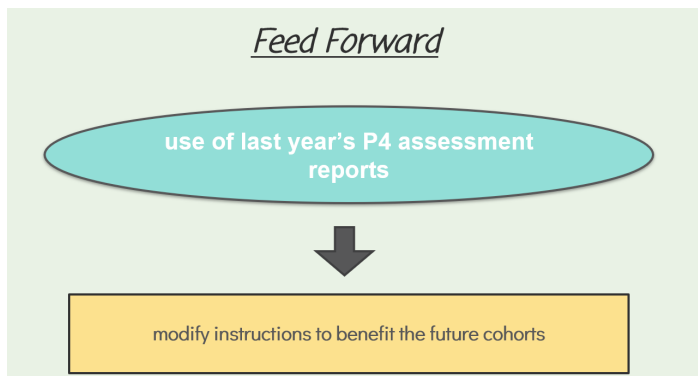 Feed Forward
use of last year's P4 assessment
reports
modify instructions to benefit the future cohorts